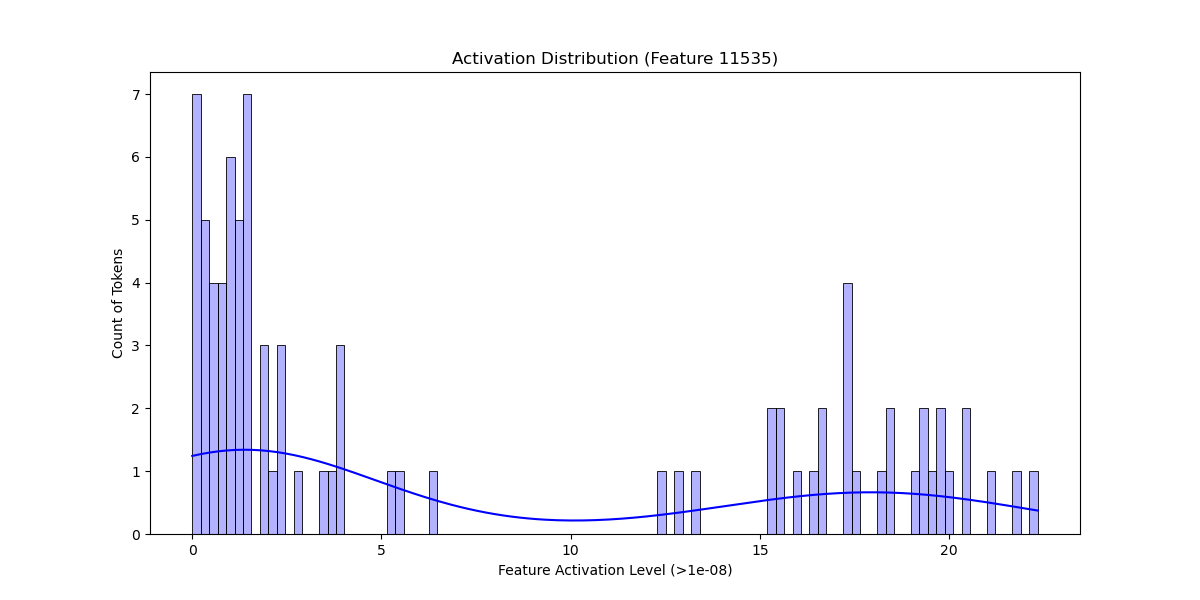 Activation Distribution (Feature 11535)
7
6
5
4
3
2
1
0
Count of Tokens
0 5 10 15 20
Feature Activation Level (>1e-08)